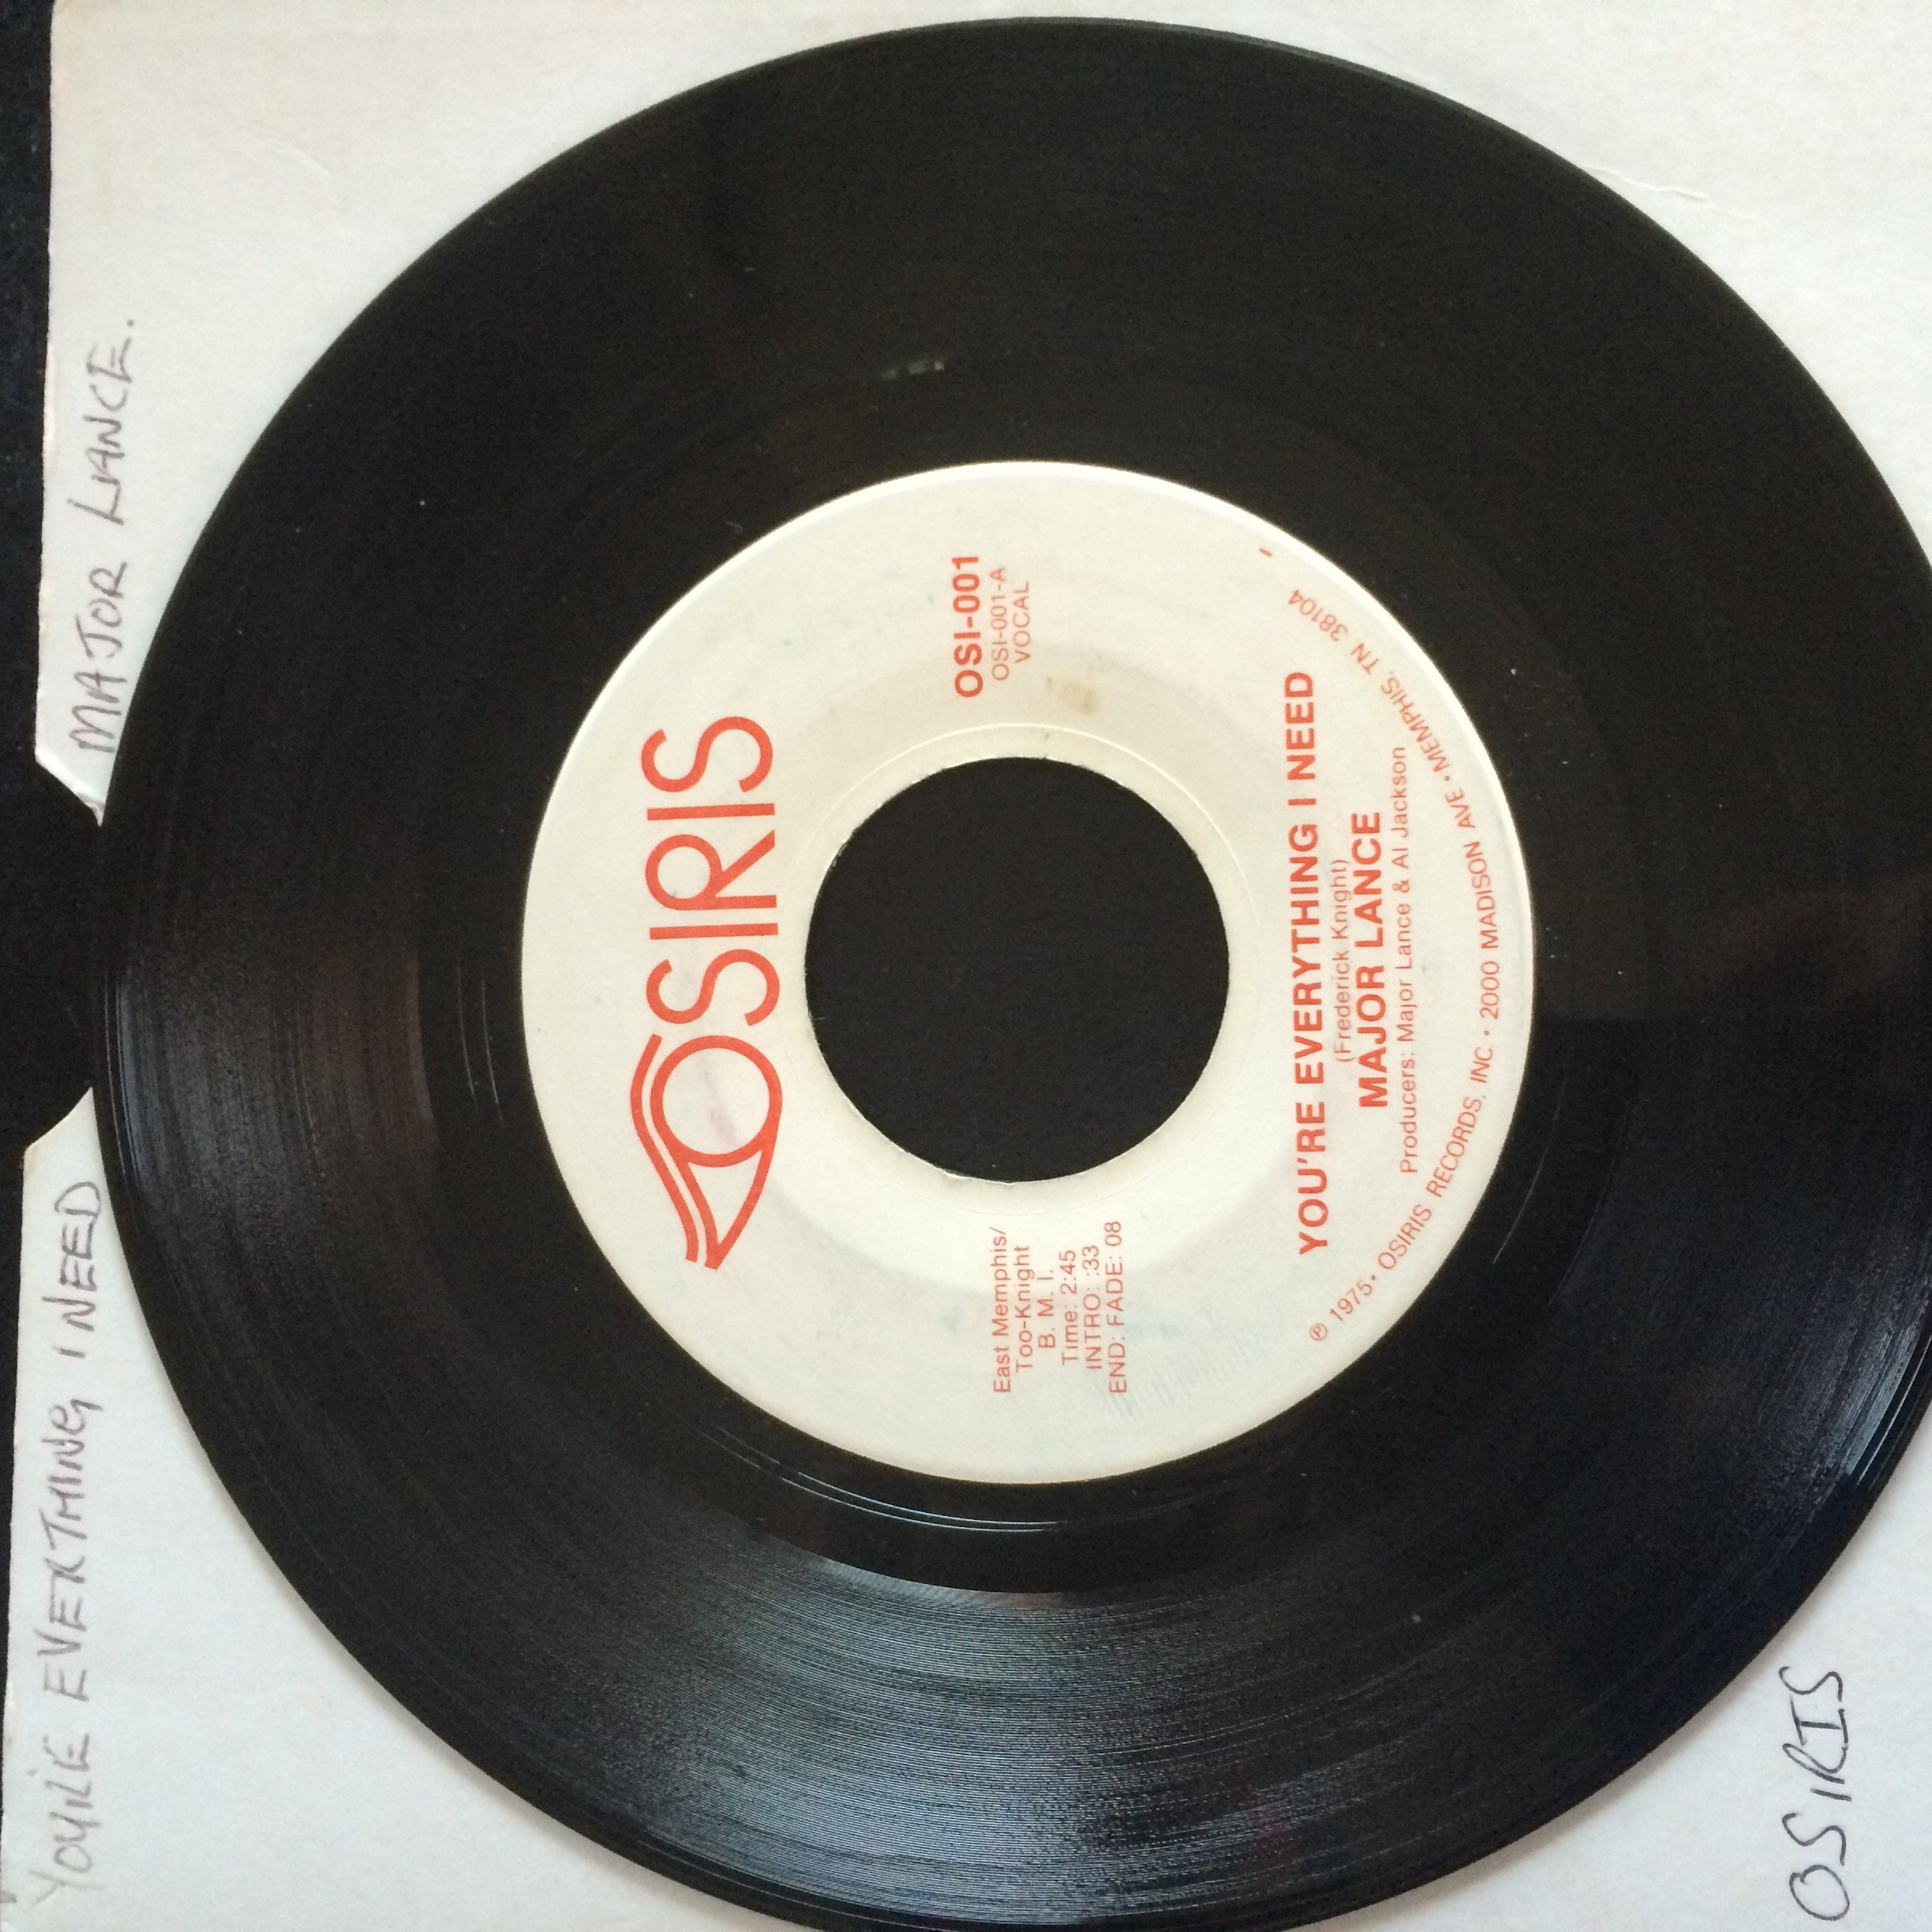 YOU'RE EVERTHING I NEED
MAJOR LANCE.
OSIRIS
OSI-001
OSI-001-A
VOCAL
East Memphis/
Too-Knight
B. M. I.
Time: 2:45
INTRO: :33
END: FADE: 08
YOU'RE EVERYTHING I NEED
(Frederick Knight)
MAJOR LANCE
Producers: Major Lance & Al Jackson
℗ 1975 • OSIRIS RECORDS, INC. • 2000 MADISON AVE • MEMPHIS, TN 38104
OSIRIS